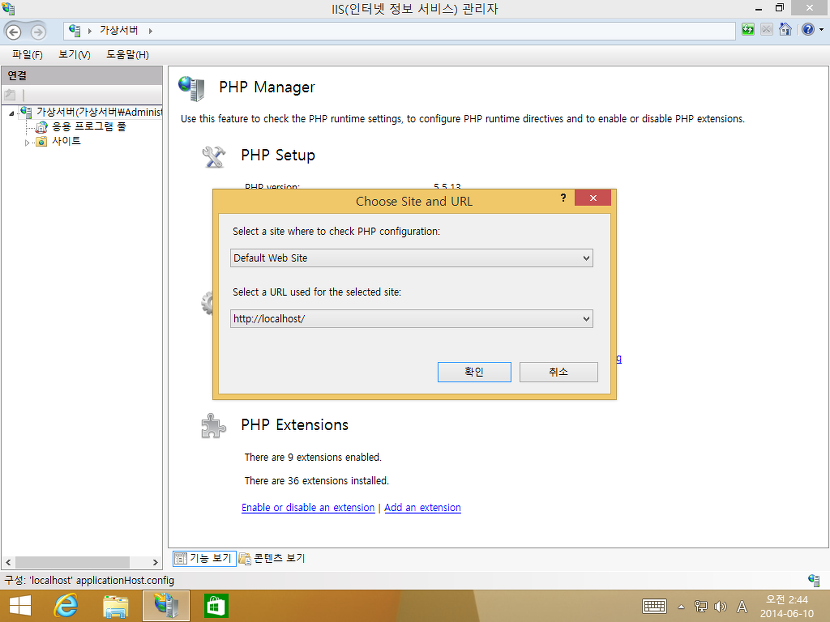 IIS(인터넷 정보 서비스) 관리자
가상서버
파일(F) 보기(V) 도움말(H)
연결
가상서버(가상서버\Administ
응용 프로그램 풀
사이트
PHP Manager
Use this feature to check the PHP runtime settings, to configure PHP runtime directives and to enable or disable PHP extensions.
PHP Setup
PHP version: 5.5.13
Choose Site and URL ?
Select a site where to check PHP configuration:
Default Web Site
Select a URL used for the selected site:
http://localhost/
확인 취소
PHP Extensions
There are 9 extensions enabled.
There are 36 extensions installed.
Enable or disable an extension | Add an extension
기능 보기 콘텐츠 보기
구성: 'localhost' applicationHost.config
A 오전 2:44
2014-06-10